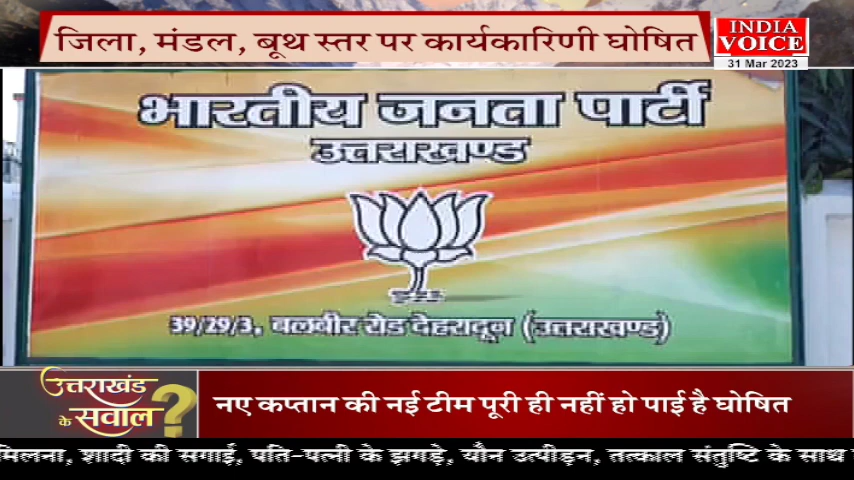 जिला, मंडल, बूथ स्तर पर कार्यकारिणी घोषित
INDIA
VOICE
31 Mar 2023
भारतीय जनता पार्टी
उत्तराखण्ड
39/29/3, बलबीर रोड देहरादून (उत्तराखण्ड)
उत्तराखंड
के सवाल ?
नए कप्तान की नई टीम पूरी ही नहीं हो पाई है घोषित
मिलना, शादी की सगाई, पति-पत्नी के झगड़े, यौन उत्पीड़न, तत्काल संतुष्टि के साथ